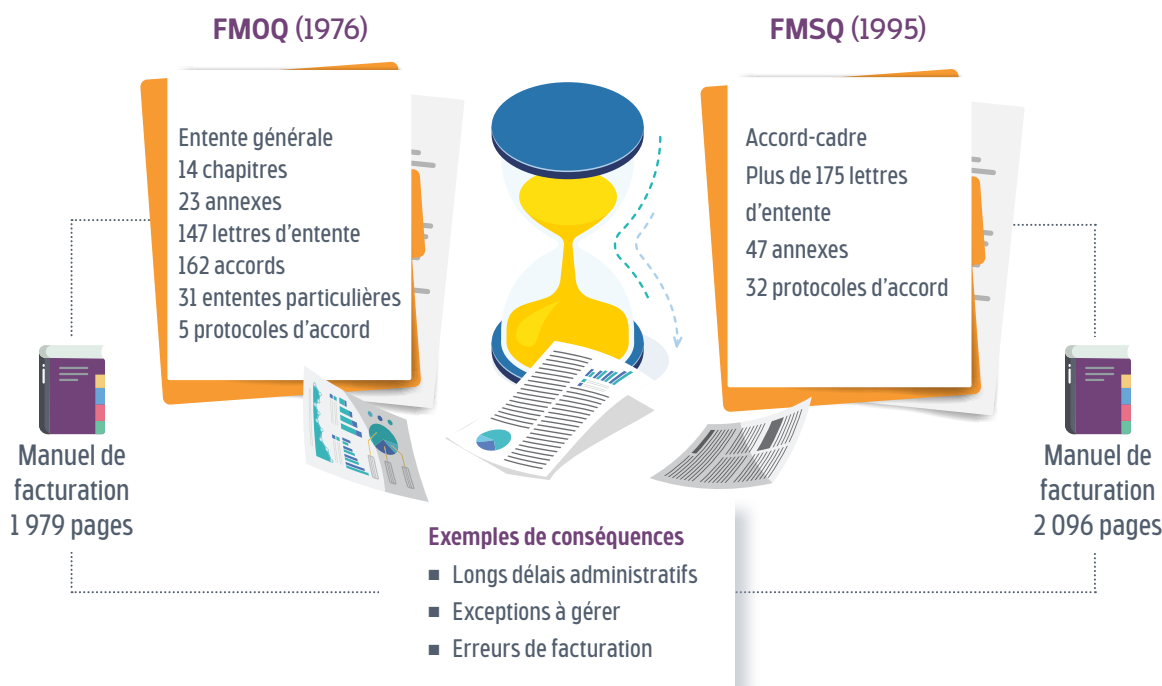 FMOQ (1976)
Entente générale
14 chapitres
23 annexes
147 lettres d'entente
162 accords
31 ententes particulières
5 protocoles d'accord
Manuel de
facturation
1 979 pages
FMSQ (1995)
Accord-cadre
Plus de 175 lettres
d'entente
47 annexes
32 protocoles d'accord
Manuel de
facturation
2 096 pages
Exemples de conséquences
■ Longs délais administratifs
■ Exceptions à gérer
■ Erreurs de facturation